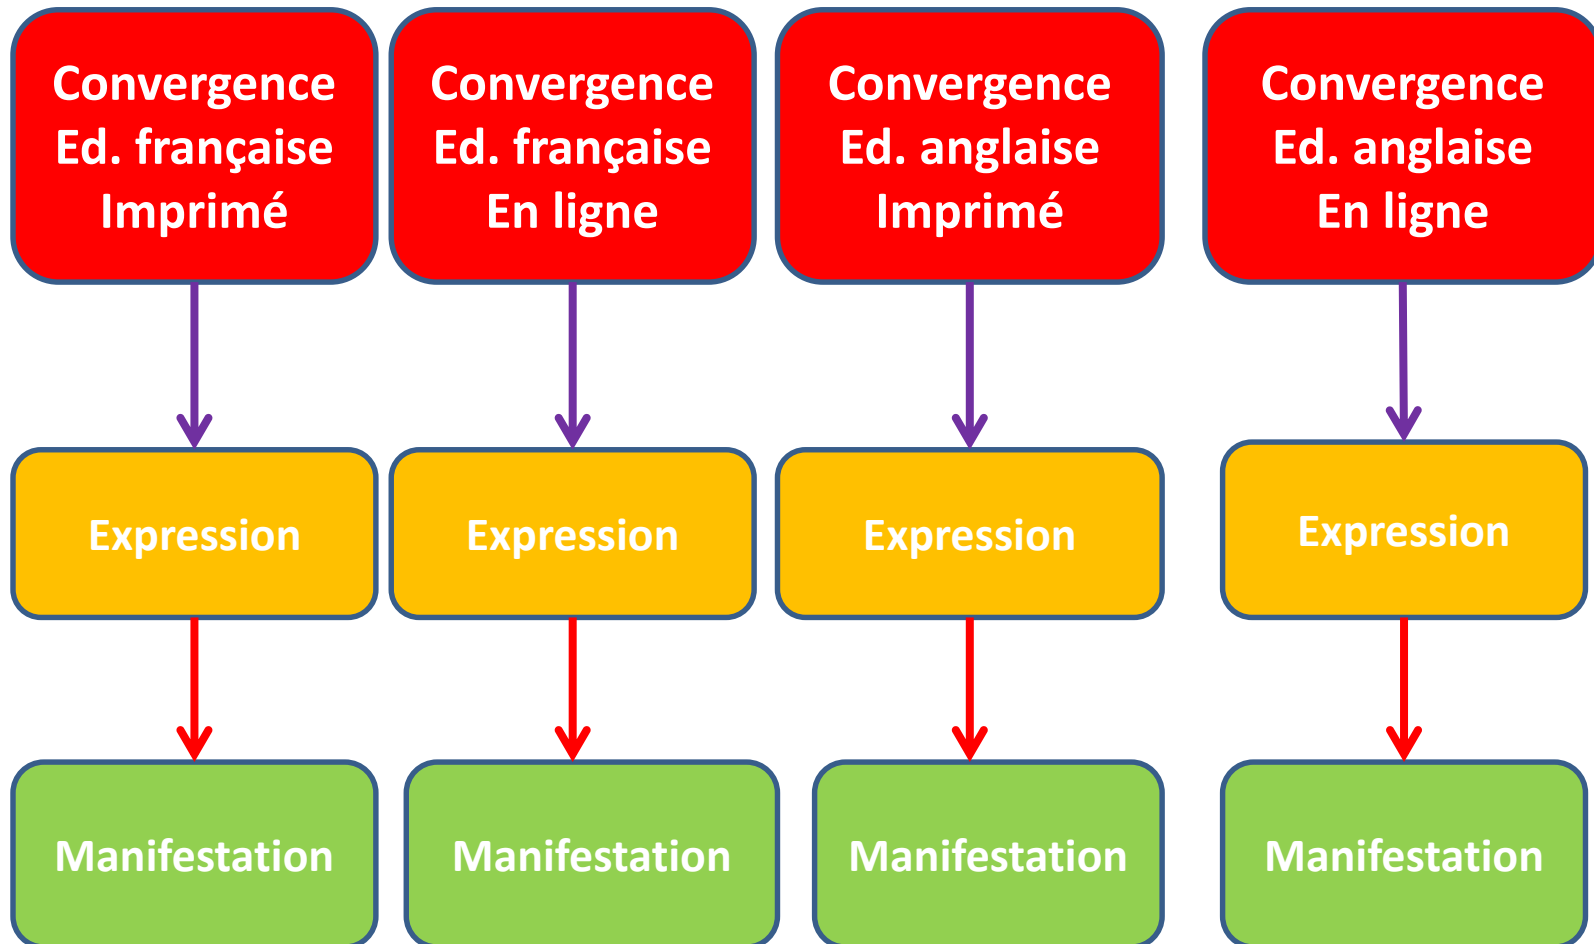 Convergence
Ed. française
Imprimé
Convergence
Ed. française
En ligne
Convergence
Ed. anglaise
Imprimé
Convergence
Ed. anglaise
En ligne
Expression
Expression
Expression
Expression
Manifestation
Manifestation
Manifestation
Manifestation